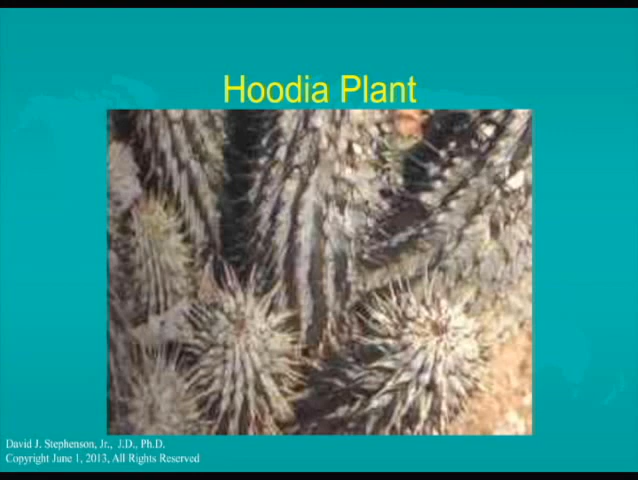 Hoodia Plant
David J. Stephenson, Jr., J.D., Ph.D.
Copyright June 1, 2013, All Rights Reserved